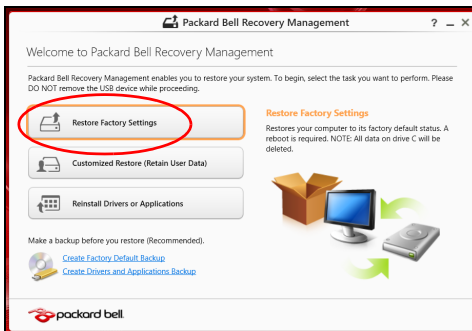 Packard Bell Recovery Management
? _ X
Welcome to Packard Bell Recovery Management
Packard Bell Recovery Management enables you to restore your system. To begin, select the task you want to perform. Please
DO NOT remove the USB device while proceeding.
Restore Factory Settings
Customized Restore (Retain User Data)
Reinstall Drivers or Applications
Restore Factory Settings
Restores your computer to its factory default status. A
reboot is required. NOTE: All data on drive C will be
deleted.
Make a backup before you restore (Recommended).
Create Factory Default Backup
Create Drivers and Applications Backup
packard bell